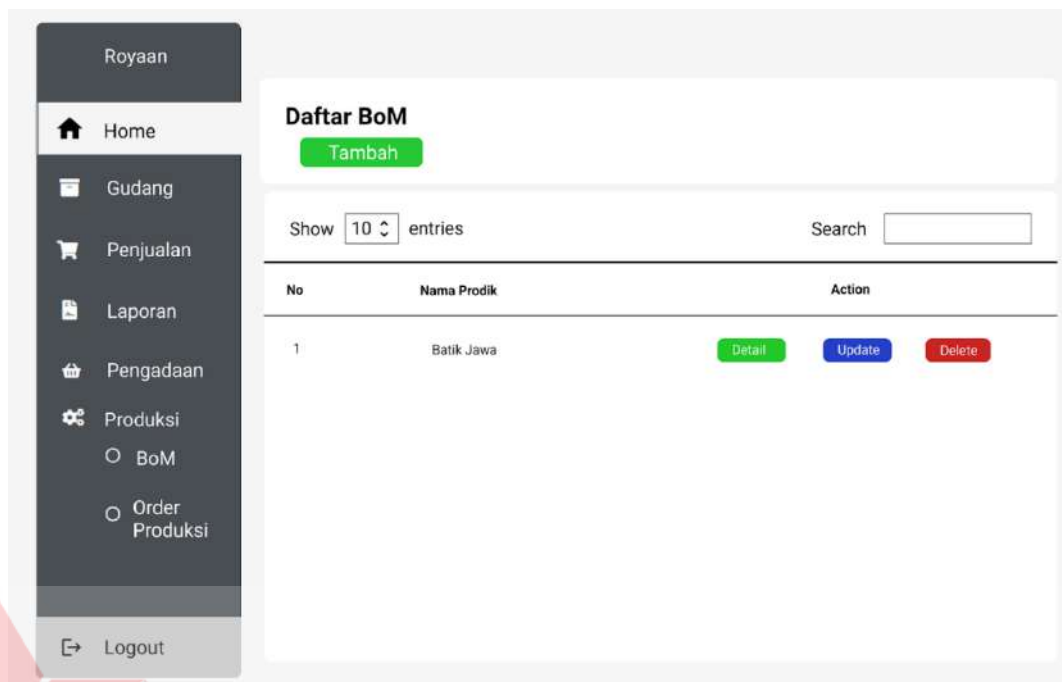 Royaan
Home
Gudang
Penjualan
Laporan
Pengadaan
Produksi
BoM
Order
Produksi
Logout
Daftar BoM
Tambah
Show 10 entries
Search
No Nama Prodik Action
1 Batik Jawa Detail Update Delete